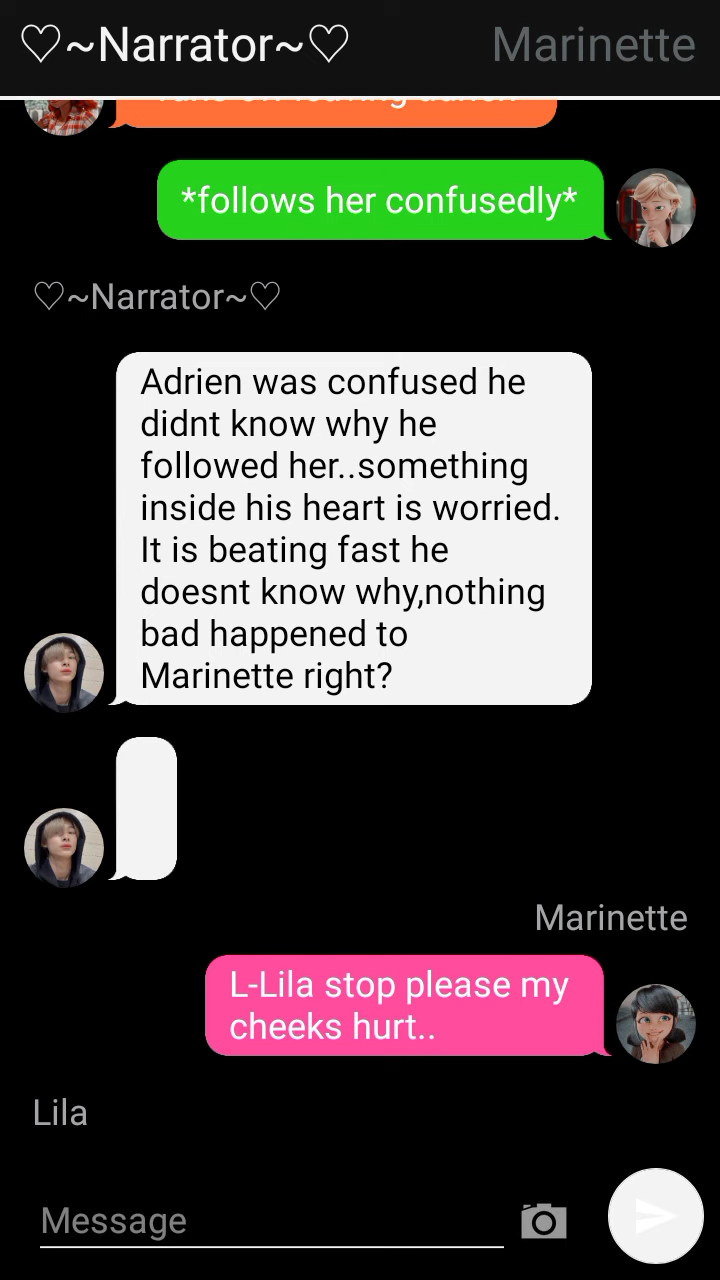 ♡~Narrator~♡ Marinette
*follows her confusedly*
♡~Narrator~♡
Adrien was confused he
didnt know why he
followed her..something
inside his heart is worried.
It is beating fast he
doesnt know why,nothing
bad happened to
Marinette right?
Marinette
L-Lila stop please my
cheeks hurt..
Lila
Message